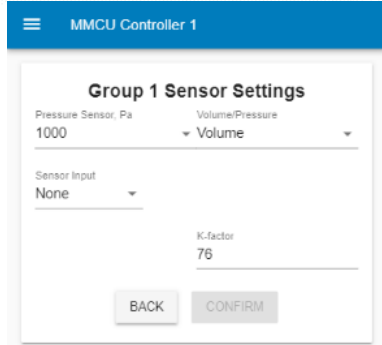 MMCU Controller 1
Group 1 Sensor Settings
Pressure Sensor, Pa Volume/Pressure
1000 Volume
Sensor Input
None
K-factor
76
BACK CONFIRM